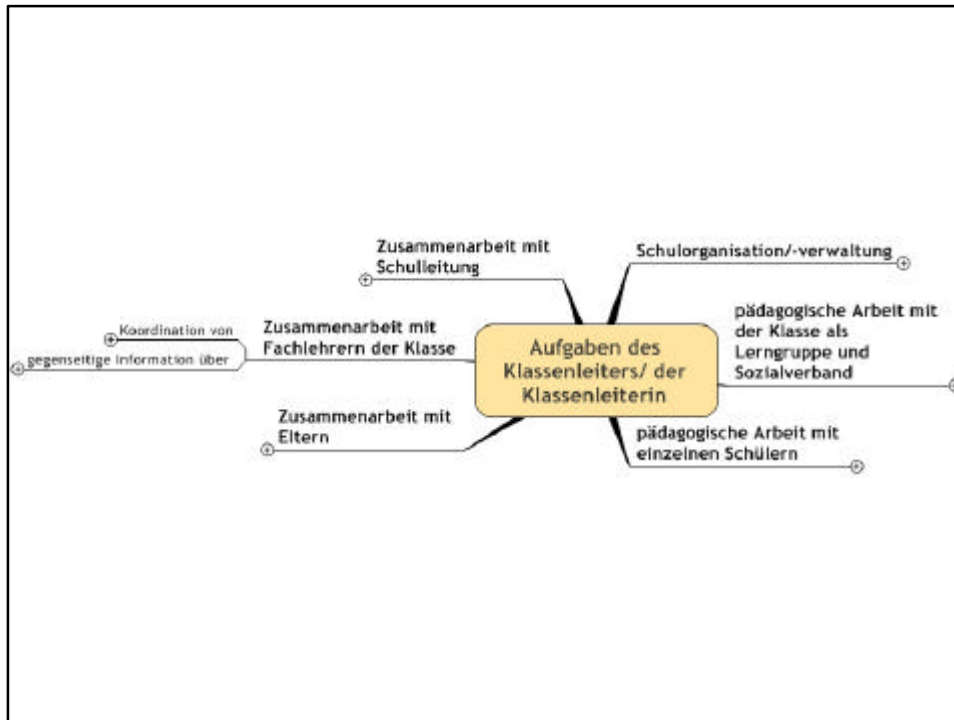 Zusammenarbeit mit
Schulleitung
Schulorganisation/-verwaltung
Koordination von
gegenseitige Information über
Zusammenarbeit mit
Fachlehrern der Klasse
Aufgaben des
Klassenleiters/ der
Klassenleiterin
pädagogische Arbeit mit
der Klasse als
Lerngruppe und
Sozialverband
Zusammenarbeit mit
Eltern
pädagogische Arbeit mit
einzelnen Schülern